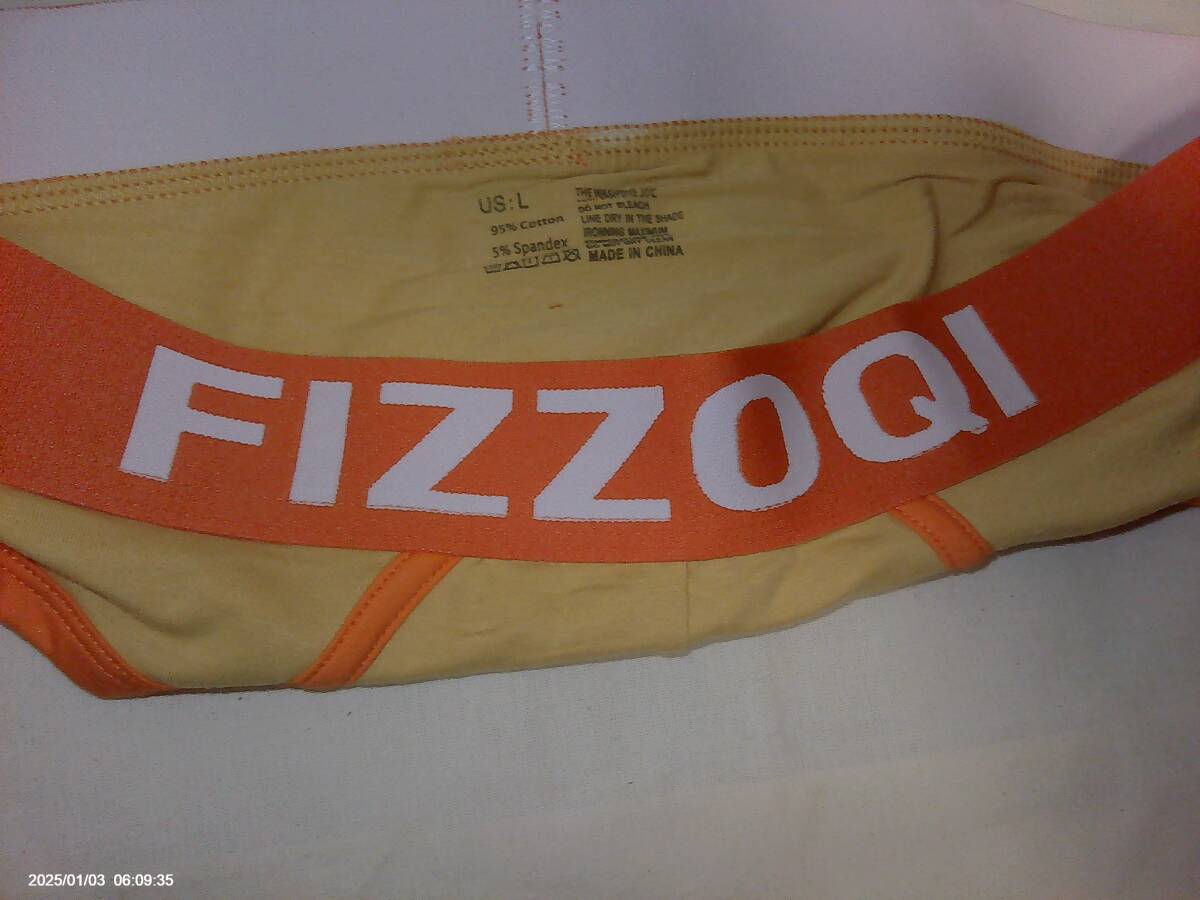 US:L
95% Cotton
5% Spandex
DO NOT BLEACH
LINE DRY IN THE SHADE
IRONNING MAXIMUM
MADE IN CHINA
FIZZOQI
2025/01/03 06:09:35